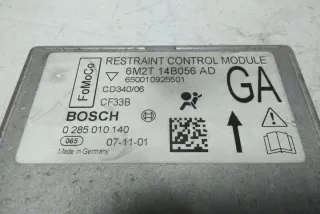 FoMoCo
RESTRAINT CONTROL MODULE
6M2T 14B056 AD
650010925501
CD340/06
CF33B
GA
BOSCH
0 285 010 140
065 07-11-01
Made in Germany